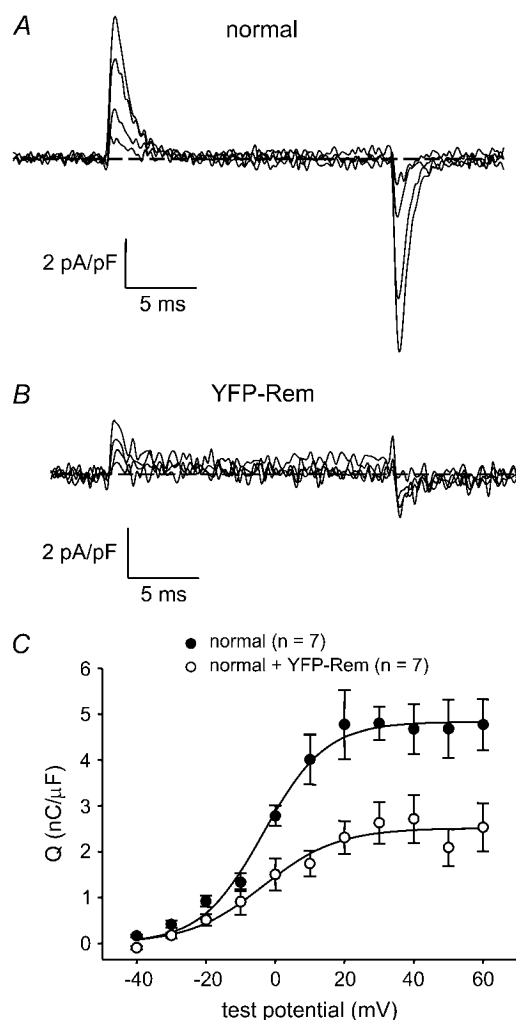 A
normal
2 pA/pF
5 ms
B
YFP-Rem
2 pA/pF
5 ms
C
normal (n = 7)
normal + YFP-Rem (n = 7)
6
5
4
3
2
1
0
Q (nC/μF)
-40 -20 0 20 40 60
test potential (mV)